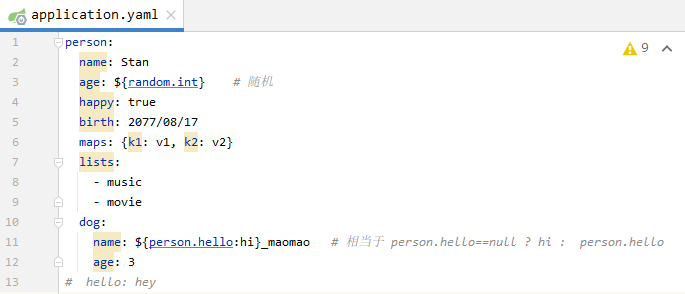 application.yaml
9
1 person:
2   name: Stan
3   age: ${random.int}    # 随机
4   happy: true
5   birth: 2077/08/17
6   maps: {k1: v1, k2: v2}
7   lists:
8     - music
9     - movie
10   dog:
11     name: ${person.hello:hi}_maomao   # 相当于 person.hello==null ? hi :  person.hello
12     age: 3
13 #  hello: hey